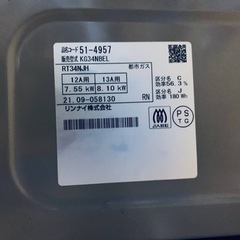 品名コード 51-4957
販売型式 KG34NBEL
RT34NJH 都市ガス
12A用 13A用
7.55 kW 8.10 kW
区分名 C
効率56.3%
区分名 J
効率 180 Wh
21.09-058130 RN
リンナイ株式会社
JIA
PS
TG